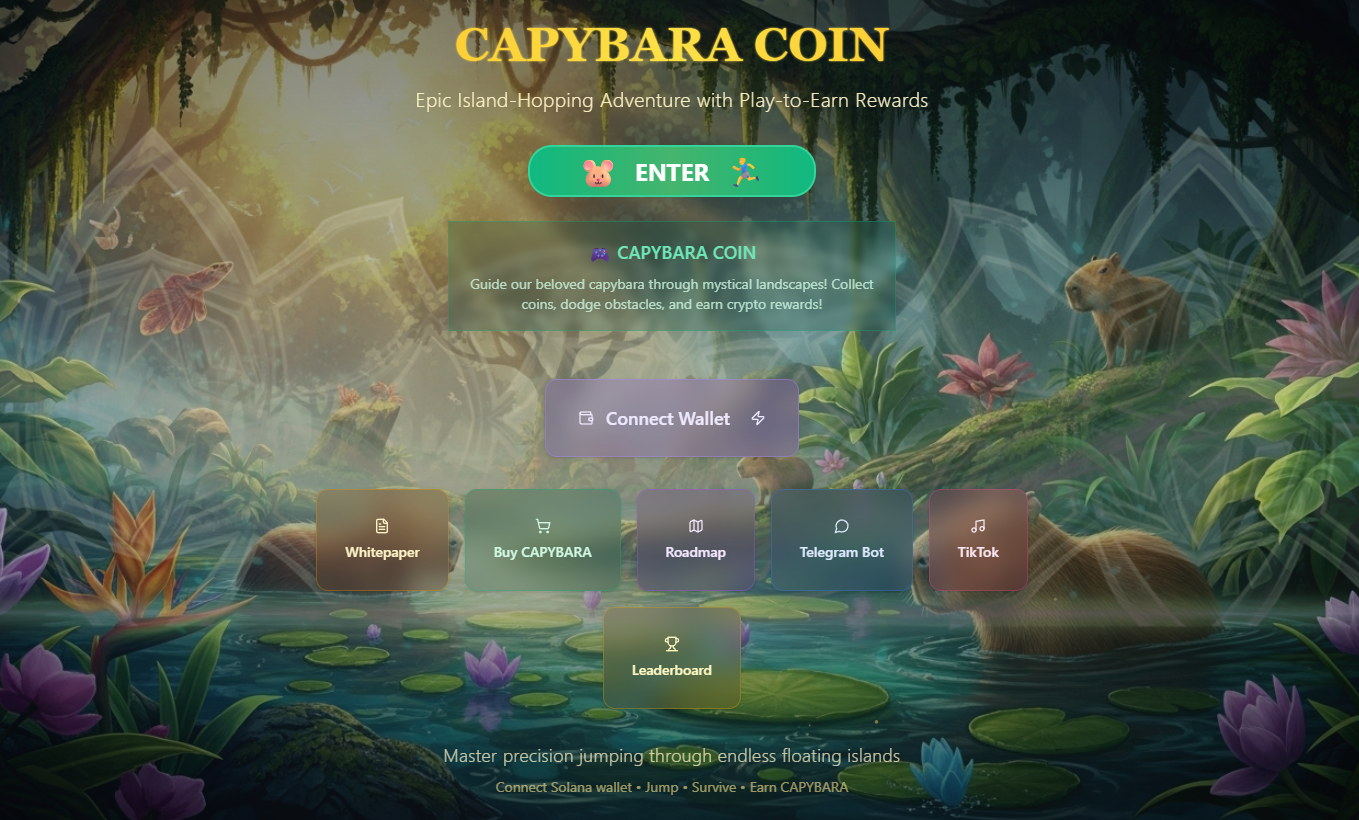 CAPYBARA COIN
Epic Island-Hopping Adventure with Play-to-Earn Rewards
ENTER
CAPYBARA COIN
Guide our beloved capybara through mystical landscapes! Collect
coins, dodge obstacles, and earn crypto rewards!
Connect Wallet
Whitepaper
Buy CAPYBARA
Roadmap
Telegram Bot
TikTok
Leaderboard
Master precision jumping through endless floating islands
Connect Solana wallet • Jump • Survive • Earn CAPYBARA